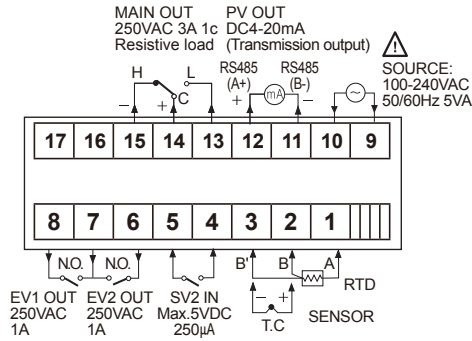 MAIN OUT
250VAC 3A 1c
Resistive load
PV OUT
DC4-20mA
(Transmission output)
SOURCE:
100-240VAC
50/60Hz 5VA
H L
C
− +
RS485
(A+)
RS485
(B-)
+ mA −
17 16 15 14 13 12 11 10 9
8 7 6 5 4 3 2 1
N.O. N.O.
B' B A
RTD
− +
T.C
SENSOR
EV1 OUT
250VAC
1A
EV2 OUT
250VAC
1A
SV2 IN
Max.5VDC
250µA